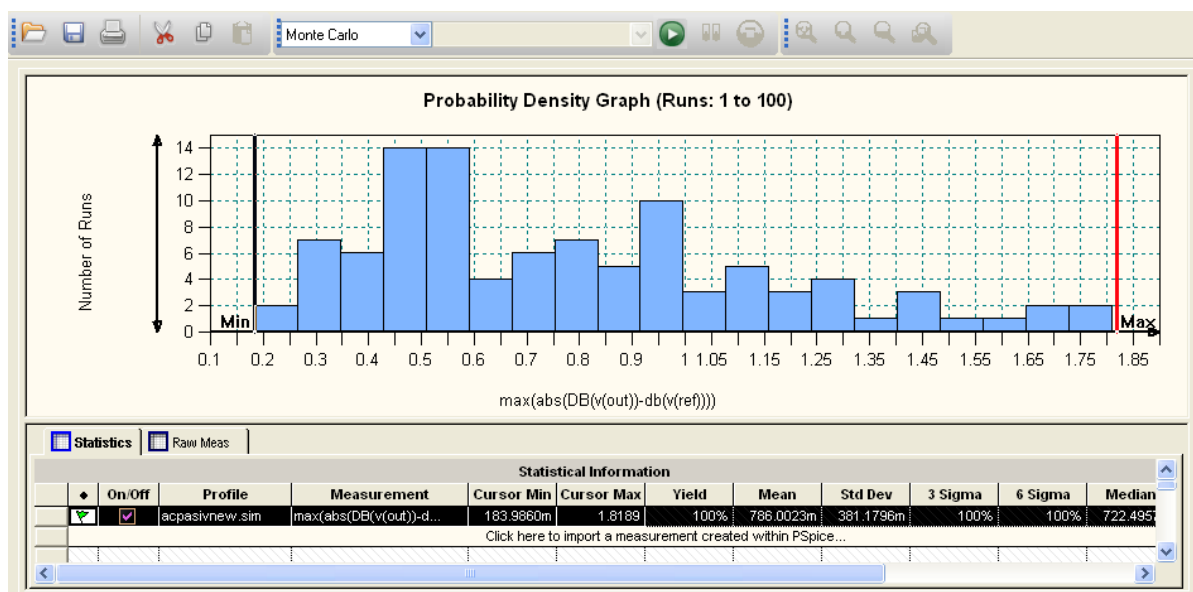 Monte Carlo
Probability Density Graph (Runs: 1 to 100)
Number of Runs
14
12
10
8
6
4
2
0
Min
Max
0.1 0.2 0.3 0.4 0.5 0.6 0.7 0.8 0.9 1 1.05 1.15 1.25 1.35 1.45 1.55 1.65 1.75 1.85
max(abs(DB(v(out))-db(v(ref))))
Statistics Raw Meas
Statistical Information
On/Off Profile Measurement Cursor Min Cursor Max Yield Mean Std Dev 3 Sigma 6 Sigma Median
acpasivnew.sim max(abs(DB(v(out))-d... 183.9860m 1.8189 100% 786.0023m 381.1796m 100% 100% 722.4957
Click here to import a measurement created within PSpice...